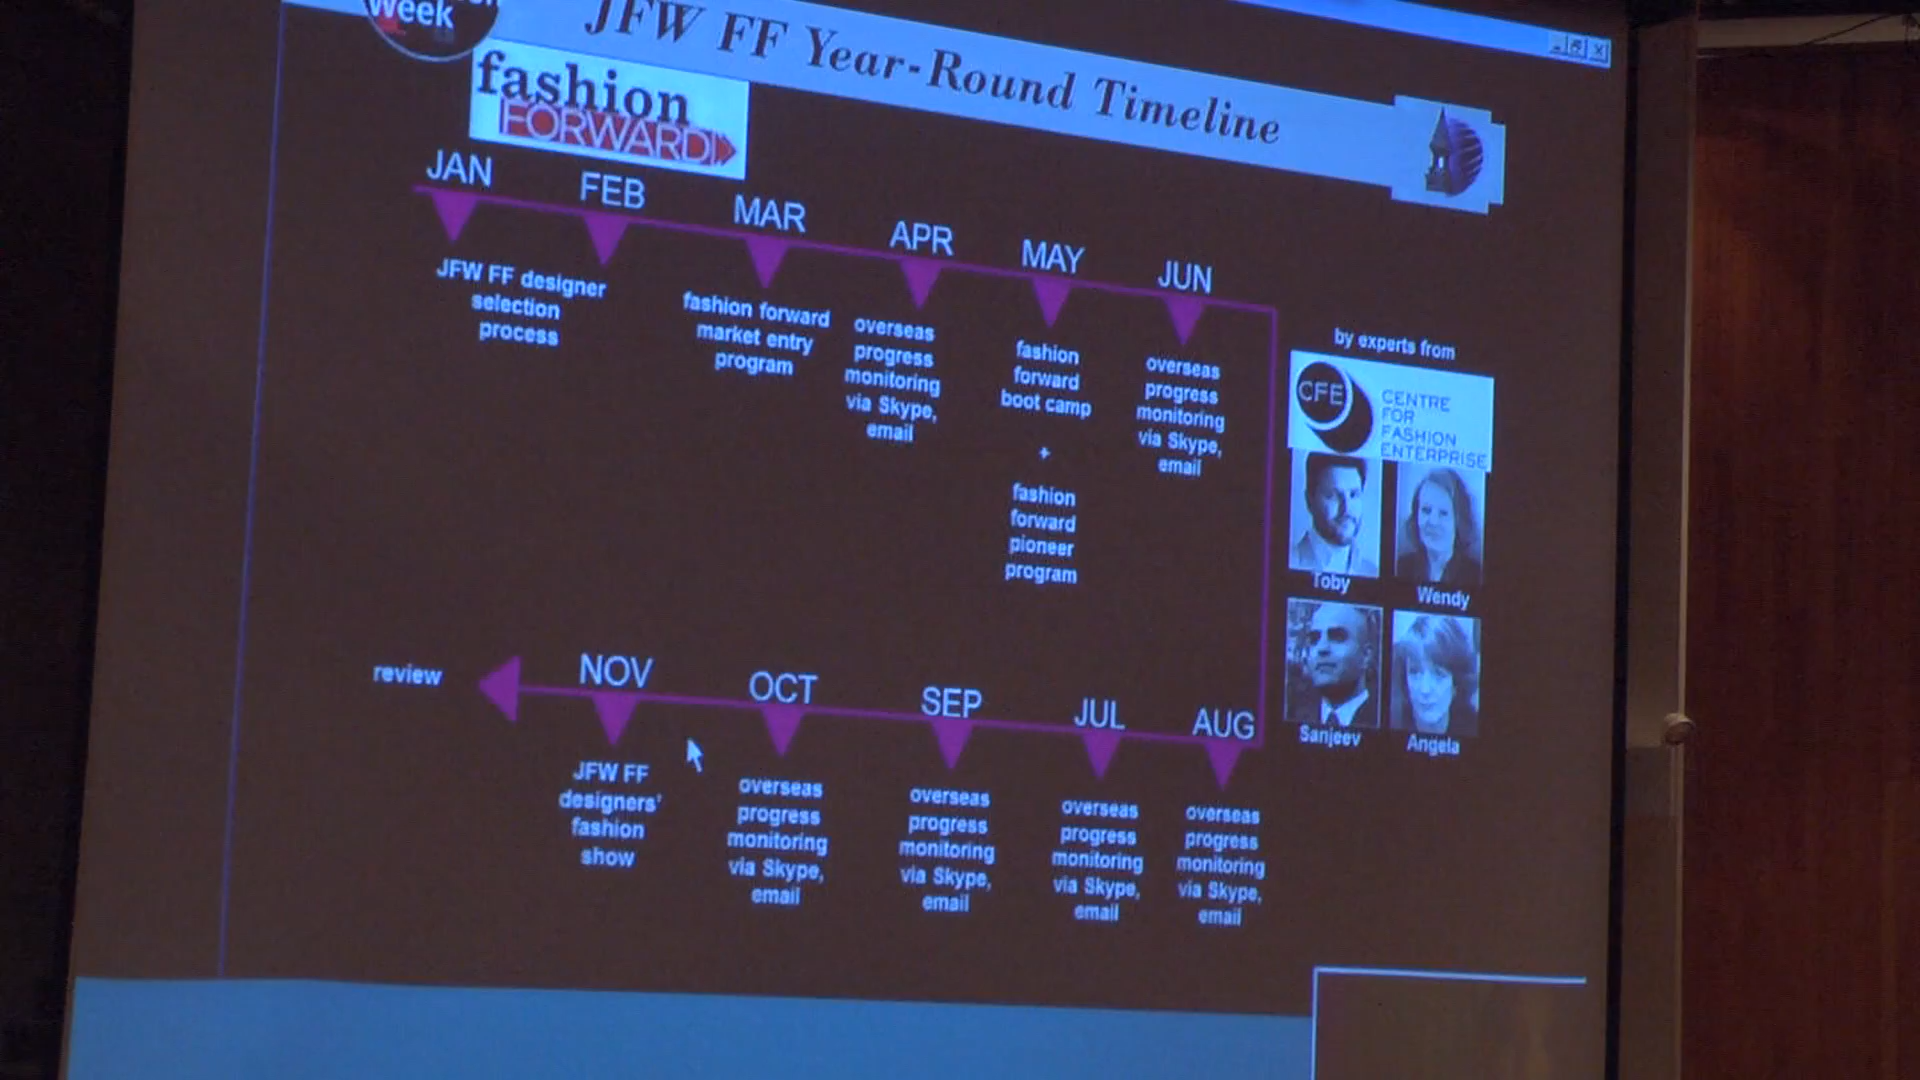 Week
JFW FF Year-Round Timeline
fashion
FORWARD
JAN
FEB
MAR
APR
MAY
JUN
JFW FF designer
selection
process
fashion forward
market entry
program
overseas
progress
monitoring
via Skype,
email
fashion
forward
boot camp
+
fashion
forward
pioneer
program
overseas
progress
monitoring
via Skype,
email
by experts from
CFE
CENTRE
FOR
FASHION
ENTERPRISE
Toby
Wendy
Sanjeev
Angela
review
NOV
OCT
SEP
JUL
AUG
JFW FF
designers'
fashion
show
overseas
progress
monitoring
via Skype,
email
overseas
progress
monitoring
via Skype,
email
overseas
progress
monitoring
via Skype,
email
overseas
progress
monitoring
via Skype,
email